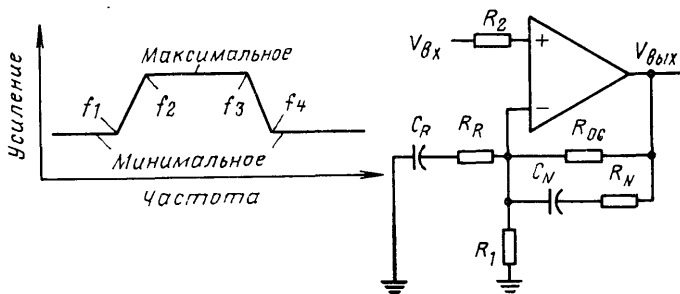 Усиление
Максимальное
f1
f2
f3
f4
Минимальное
Частота
Vвх
R2
+
−
Vвых
CR
RR
Rос
CN
RN
R1